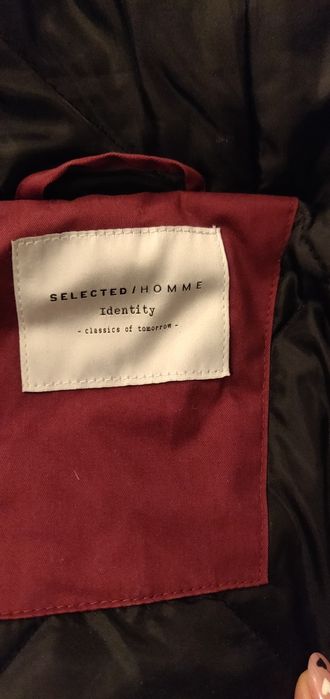 SELECTED/HOMME
Identity
- classics of tomorrow -